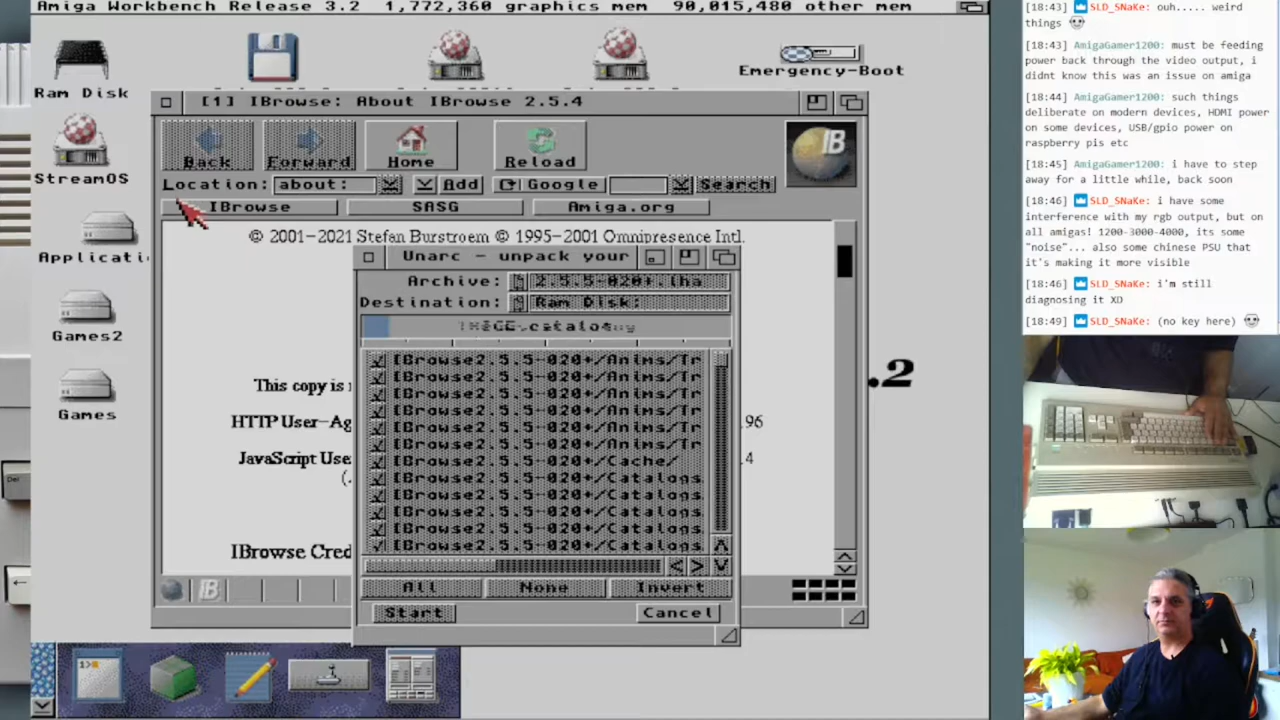 Amiga Workbench Release 3.2 1,772,360 graphics mem 90,015,480 other mem
Ram Disk
Emergency-Boot
StreamOS
Applicati
Games2
Games
[1] IBrowse: About IBrowse 2.5.4
Back
Forward
Home
Reload
IB
Location: about:
Add
Google
Search
IBrowse
SASG
Amiga.org
© 2001-2021 Stefan Burstroem © 1995-2001 Omnipresence Intl.
.2
This copy is
HTTP User-Ag
96
JavaScript Use
.4
(.
IBrowse Cred
Unarc - unpack your
Archive: 2.5.5-020+.lha
Destination: Ram Disk:
IBrowse2.5.5-020+/Anims/Tr
IBrowse2.5.5-020+/Anims/Tr
IBrowse2.5.5-020+/Anims/Tr
IBrowse2.5.5-020+/Anims/Tr
IBrowse2.5.5-020+/Anims/Tr
IBrowse2.5.5-020+/Anims/Tr
IBrowse2.5.5-020+/Cache/
IBrowse2.5.5-020+/Catalogs
IBrowse2.5.5-020+/Catalogs
IBrowse2.5.5-020+/Catalogs
IBrowse2.5.5-020+/Catalogs
IBrowse2.5.5-020+/Catalogs
All
None
Invert
Start
Cancel
IB
Del
[18:43] SLD_SNaKe: ouh..... weird
things
[18:43] AmigaGamer1200: must be feeding
power back through the video output, i
didnt know this was an issue on amiga
[18:44] AmigaGamer1200: such things
deliberate on modern devices, HDMI power
on some devices, USB/gpio power on
raspberry pis etc
[18:45] AmigaGamer1200: i have to step
away for a little while, back soon
[18:46] SLD_SNaKe: i have some
interference with my rgb output, but on
all amigas! 1200-3000-4000, its some
"noise"... also some chinese PSU that
it's making it more visible
[18:46] SLD_SNaKe: i'm still
diagnosing it XD
[18:49] SLD_SNaKe: (no key here)